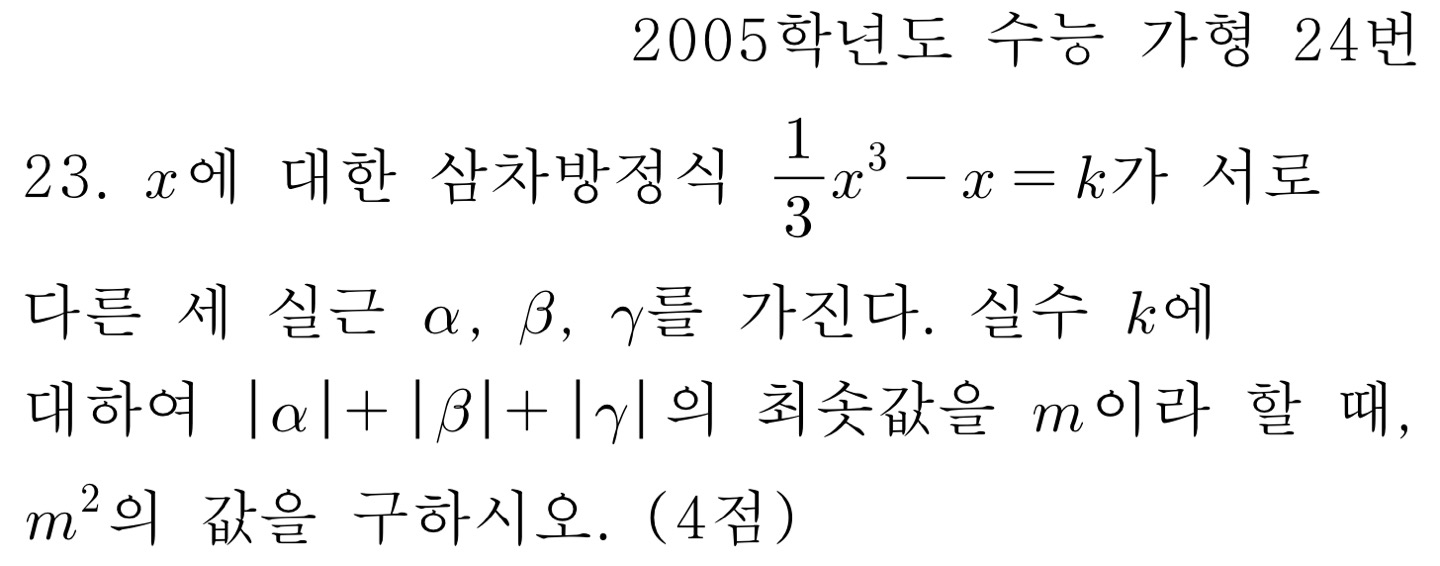 2005학년도 수능 가형 24번
23. x에 대한 삼차방정식 \frac{1}{3}x^3 - x = k가 서로
다른 세 실근 α, β, γ를 가진다. 실수 k에
대하여 |α|+|β|+|γ|의 최솟값을 m이라 할 때,
m^2의 값을 구하시오. (4점)